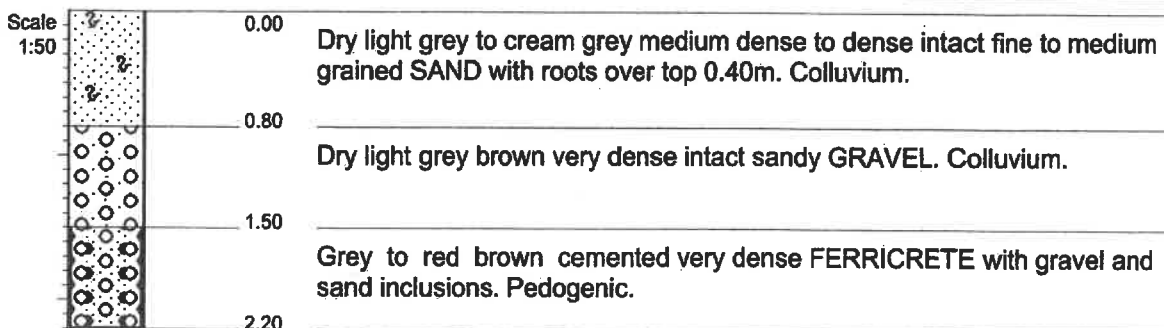 Scale
1:50
0.00
Dry light grey to cream grey medium dense to dense intact fine to medium
grained SAND with roots over top 0.40m. Colluvium.
0.80
Dry light grey brown very dense intact sandy GRAVEL. Colluvium.
1.50
Grey to red brown cemented very dense FERRICRETE with gravel and
sand inclusions. Pedogenic.
2.20